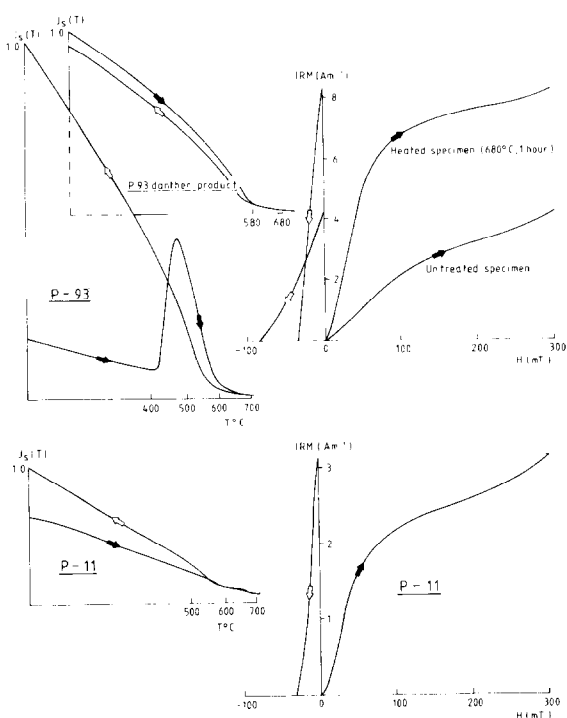 Js(T)
1.0
Js(T)
1.0
P.93 d another product
580 680
P-93
400 500 600 700
T°C
IRM (Am⁻¹)
8
6
4
2
Heated specimen (680°C, 1 hour)
Untreated specimen
-100 0 100 200 300
H (mT)
Js(T)
1.0
P-11
500 600 700
T°C
IRM (Am⁻¹)
3
2
1
P-11
-100 0 100 200 300
H (mT)